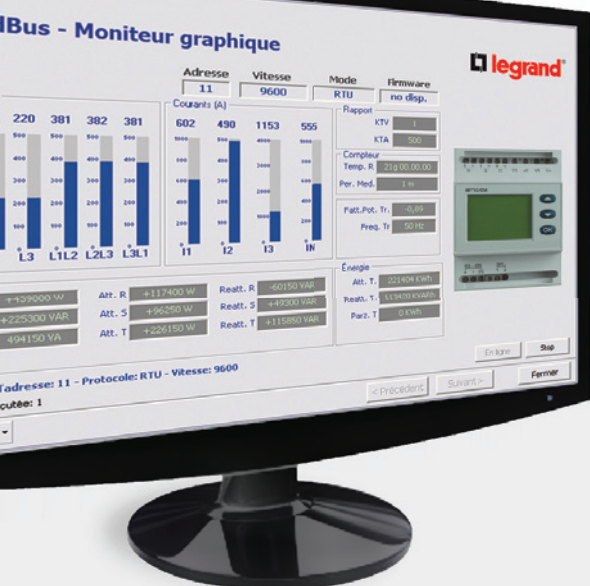 dBus - Moniteur graphique
legrand®
Adresse Vitesse Mode Firmware
11 9600 RTU no disp.
Courants (A)
Rapport
220 381 382 381
602 490 1153 555
KTV 1
KTA 500
Compteur
Temp. R 21g 00.00.00
Per. Med. 1 m
Fatt.Pot. Tr. -0,89
Freq. Tr 50 Hz
L3 L1L2 L2L3 L3L1
I1 I2 I3 IN
Énergie
Att. T. 221404 KWh
Reatt. T. 113420 KVARh
Parz. T 0 KWh
+439000 W
+225300 VAR
494150 VA
Att. R +117400 W
Att. S +96250 W
Att. T +226150 W
Reatt. R -60150 VAR
Reatt. S +49300 VAR
Reatt. T +115850 VAR
En ligne Stop
l'adresse: 11 - Protocole: RTU - Vitesse: 9600
cutée: 1
< Précédent Suivant > Fermer